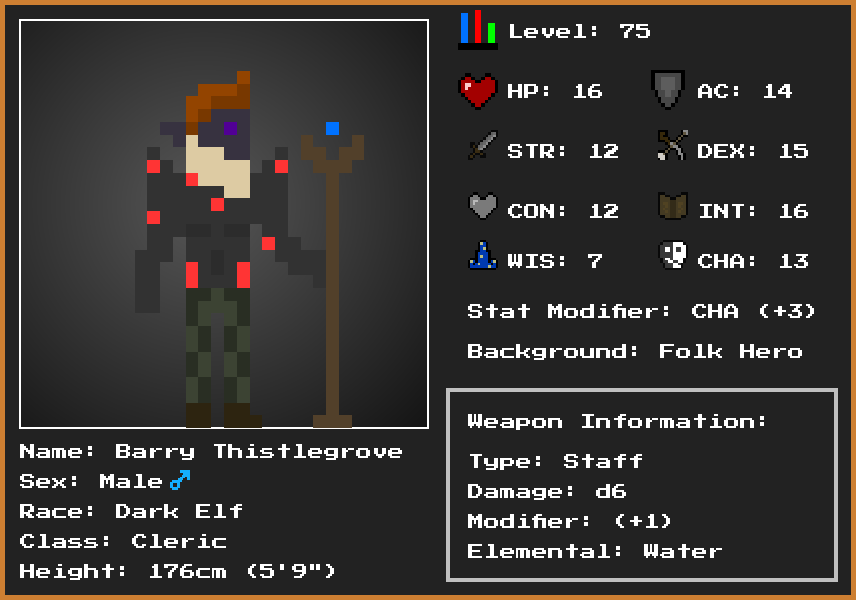 Level: 75
HP: 16
AC: 14
STR: 12
DEX: 15
CON: 12
INT: 16
WIS: 7
CHA: 13
Stat Modifier: CHA (+3)
Background: Folk Hero
Weapon Information:
Type: Staff
Damage: d6
Modifier: (+1)
Elemental: Water
Name: Barry Thistlegrove
Sex: Male♂
Race: Dark Elf
Class: Cleric
Height: 176cm (5'9")